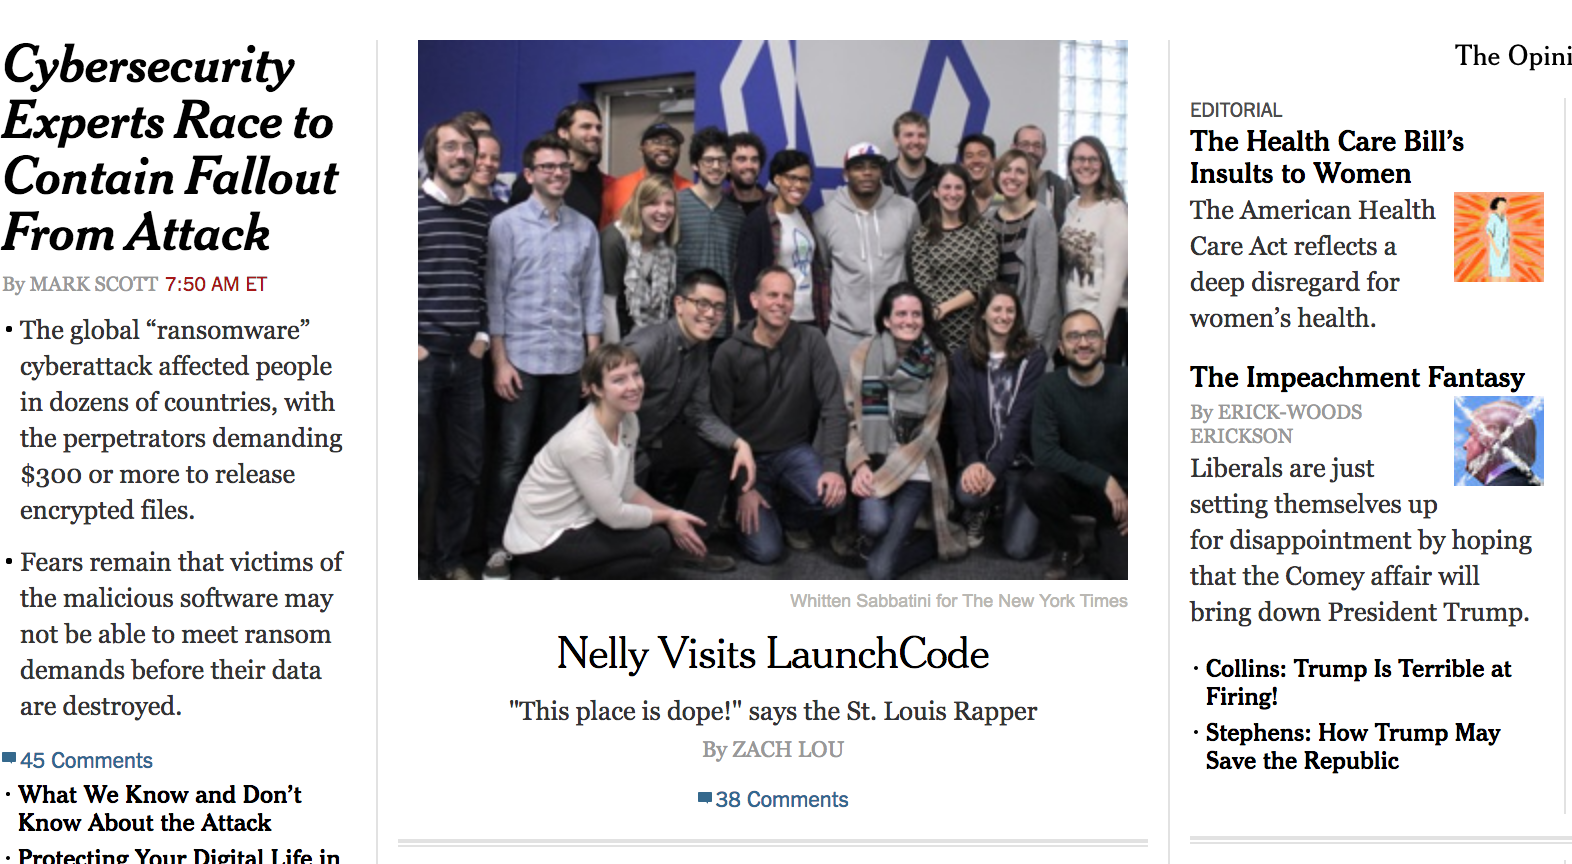 Cybersecurity
Experts Race to
Contain Fallout
From Attack
By MARK SCOTT 7:50 AM ET
• The global “ransomware”
cyberattack affected people
in dozens of countries, with
the perpetrators demanding
$300 or more to release
encrypted files.
• Fears remain that victims of
the malicious software may
not be able to meet ransom
demands before their data
are destroyed.
45 Comments
· What We Know and Don’t
Know About the Attack
· Protecting Your Digital Life in
Whitten Sabbatini for The New York Times
Nelly Visits LaunchCode
"This place is dope!" says the St. Louis Rapper
By ZACH LOU
38 Comments
The Opini
EDITORIAL
The Health Care Bill’s
Insults to Women
The American Health
Care Act reflects a
deep disregard for
women’s health.
The Impeachment Fantasy
By ERICK-WOODS
ERICKSON
Liberals are just
setting themselves up
for disappointment by hoping
that the Comey affair will
bring down President Trump.
· Collins: Trump Is Terrible at
Firing!
· Stephens: How Trump May
Save the Republic